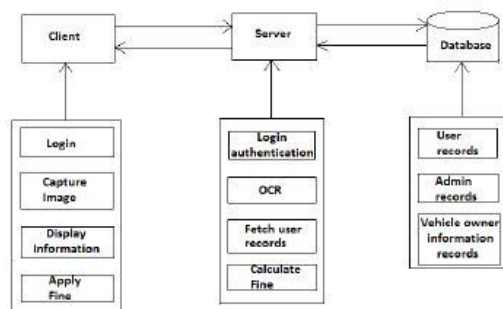 Client
Server
Database
Login
Capture
Image
Display
Information
Apply
Fine
Login
authentication
OCR
Fetch user
records
Calculate
Fine
User
records
Admin
records
Vehicle owner
information
records